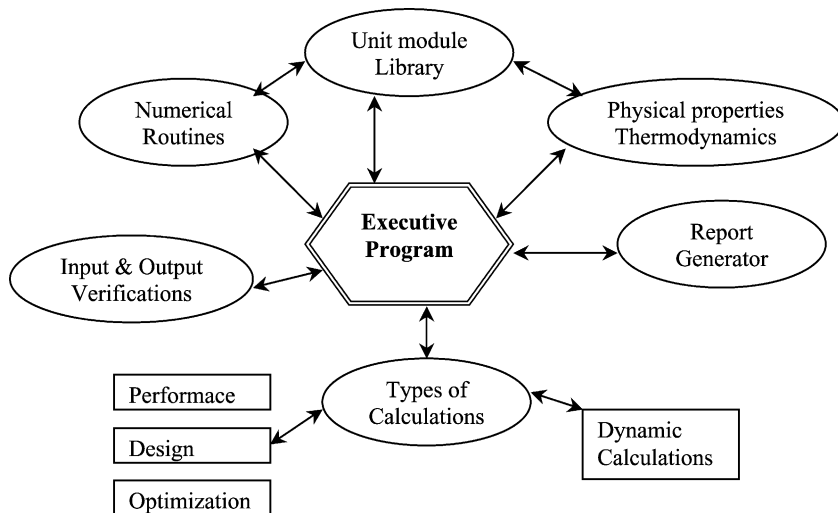 Unit module
Library
Numerical
Routines
Physical properties
Thermodynamics
Executive
Program
Report
Generator
Input & Output
Verifications
Types of
Calculations
Performace
Design
Optimization
Dynamic
Calculations